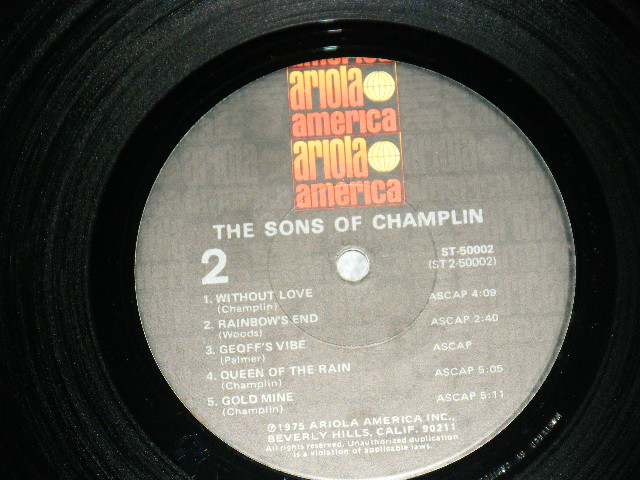 america
ariola
america
ariola
america
THE SONS OF CHAMPLIN
2
ST-50002
(ST 2-50002)
1. WITHOUT LOVE ASCAP 4:09
(Champlin)
2. RAINBOW'S END ASCAP 2:40
(Woods)
3. GEOFF'S VIBE ASCAP
(Palmer)
4. QUEEN OF THE RAIN ASCAP 5:05
(Champlin)
5. GOLD MINE ASCAP 5:11
(Champlin)
℗1975 ARIOLA AMERICA INC.,
BEVERLY HILLS, CALIF. 90211
All rights reserved. Unauthorized duplication
is a violation of applicable laws.